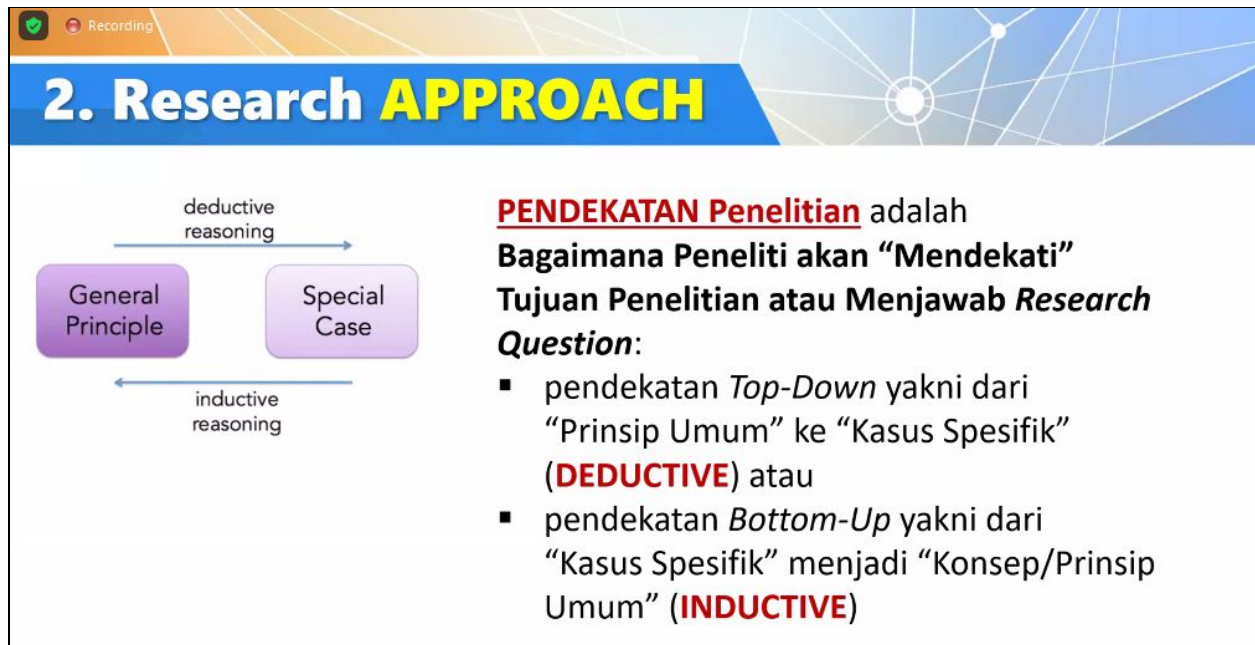 Recording
2. Research APPROACH
deductive
reasoning
General
Principle
Special
Case
inductive
reasoning
PENDEKATAN Penelitian adalah
Bagaimana Peneliti akan “Mendekati”
Tujuan Penelitian atau Menjawab Research
Question:
▪ pendekatan Top-Down yakni dari
“Prinsip Umum” ke “Kasus Spesifik”
(DEDUCTIVE) atau
▪ pendekatan Bottom-Up yakni dari
“Kasus Spesifik” menjadi “Konsep/Prinsip
Umum” (INDUCTIVE)